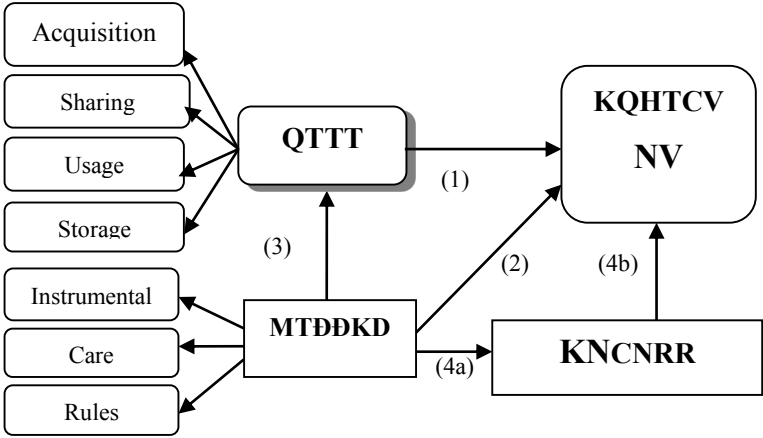 Acquisition
Sharing
Usage
Storage
QTTT
KQHTCV
NV
(1)
(3)
(2)
(4b)
Instrumental
Care
Rules
MTĐĐKD
(4a)
KNCNRR